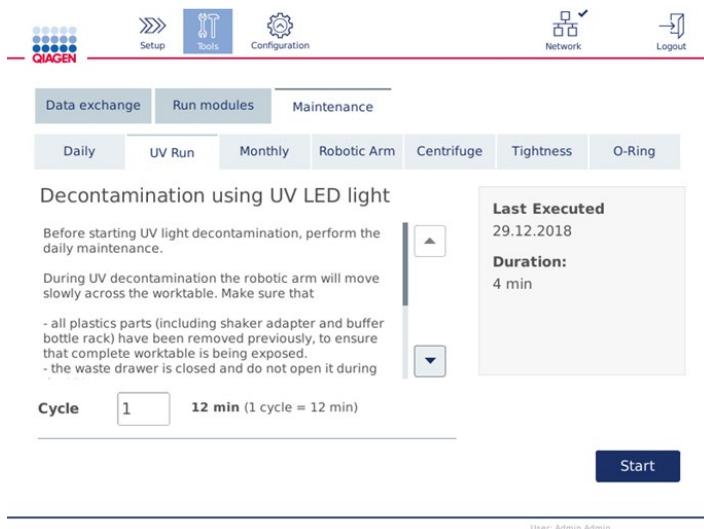 QIAGEN
Setup
Tools
Configuration
Network
Logout
Data exchange
Run modules
Maintenance
Daily
UV Run
Monthly
Robotic Arm
Centrifuge
Tightness
O-Ring
Decontamination using UV LED light
Before starting UV light decontamination, perform the
daily maintenance.
During UV decontamination the robotic arm will move
slowly across the worktable. Make sure that
- all plastics parts (including shaker adapter and buffer
bottle rack) have been removed previously, to ensure
that complete worktable is being exposed.
- the waste drawer is closed and do not open it during
Last Executed
29.12.2018
Duration:
4 min
Cycle
1
12 min (1 cycle = 12 min)
Start
User: Admin Admin